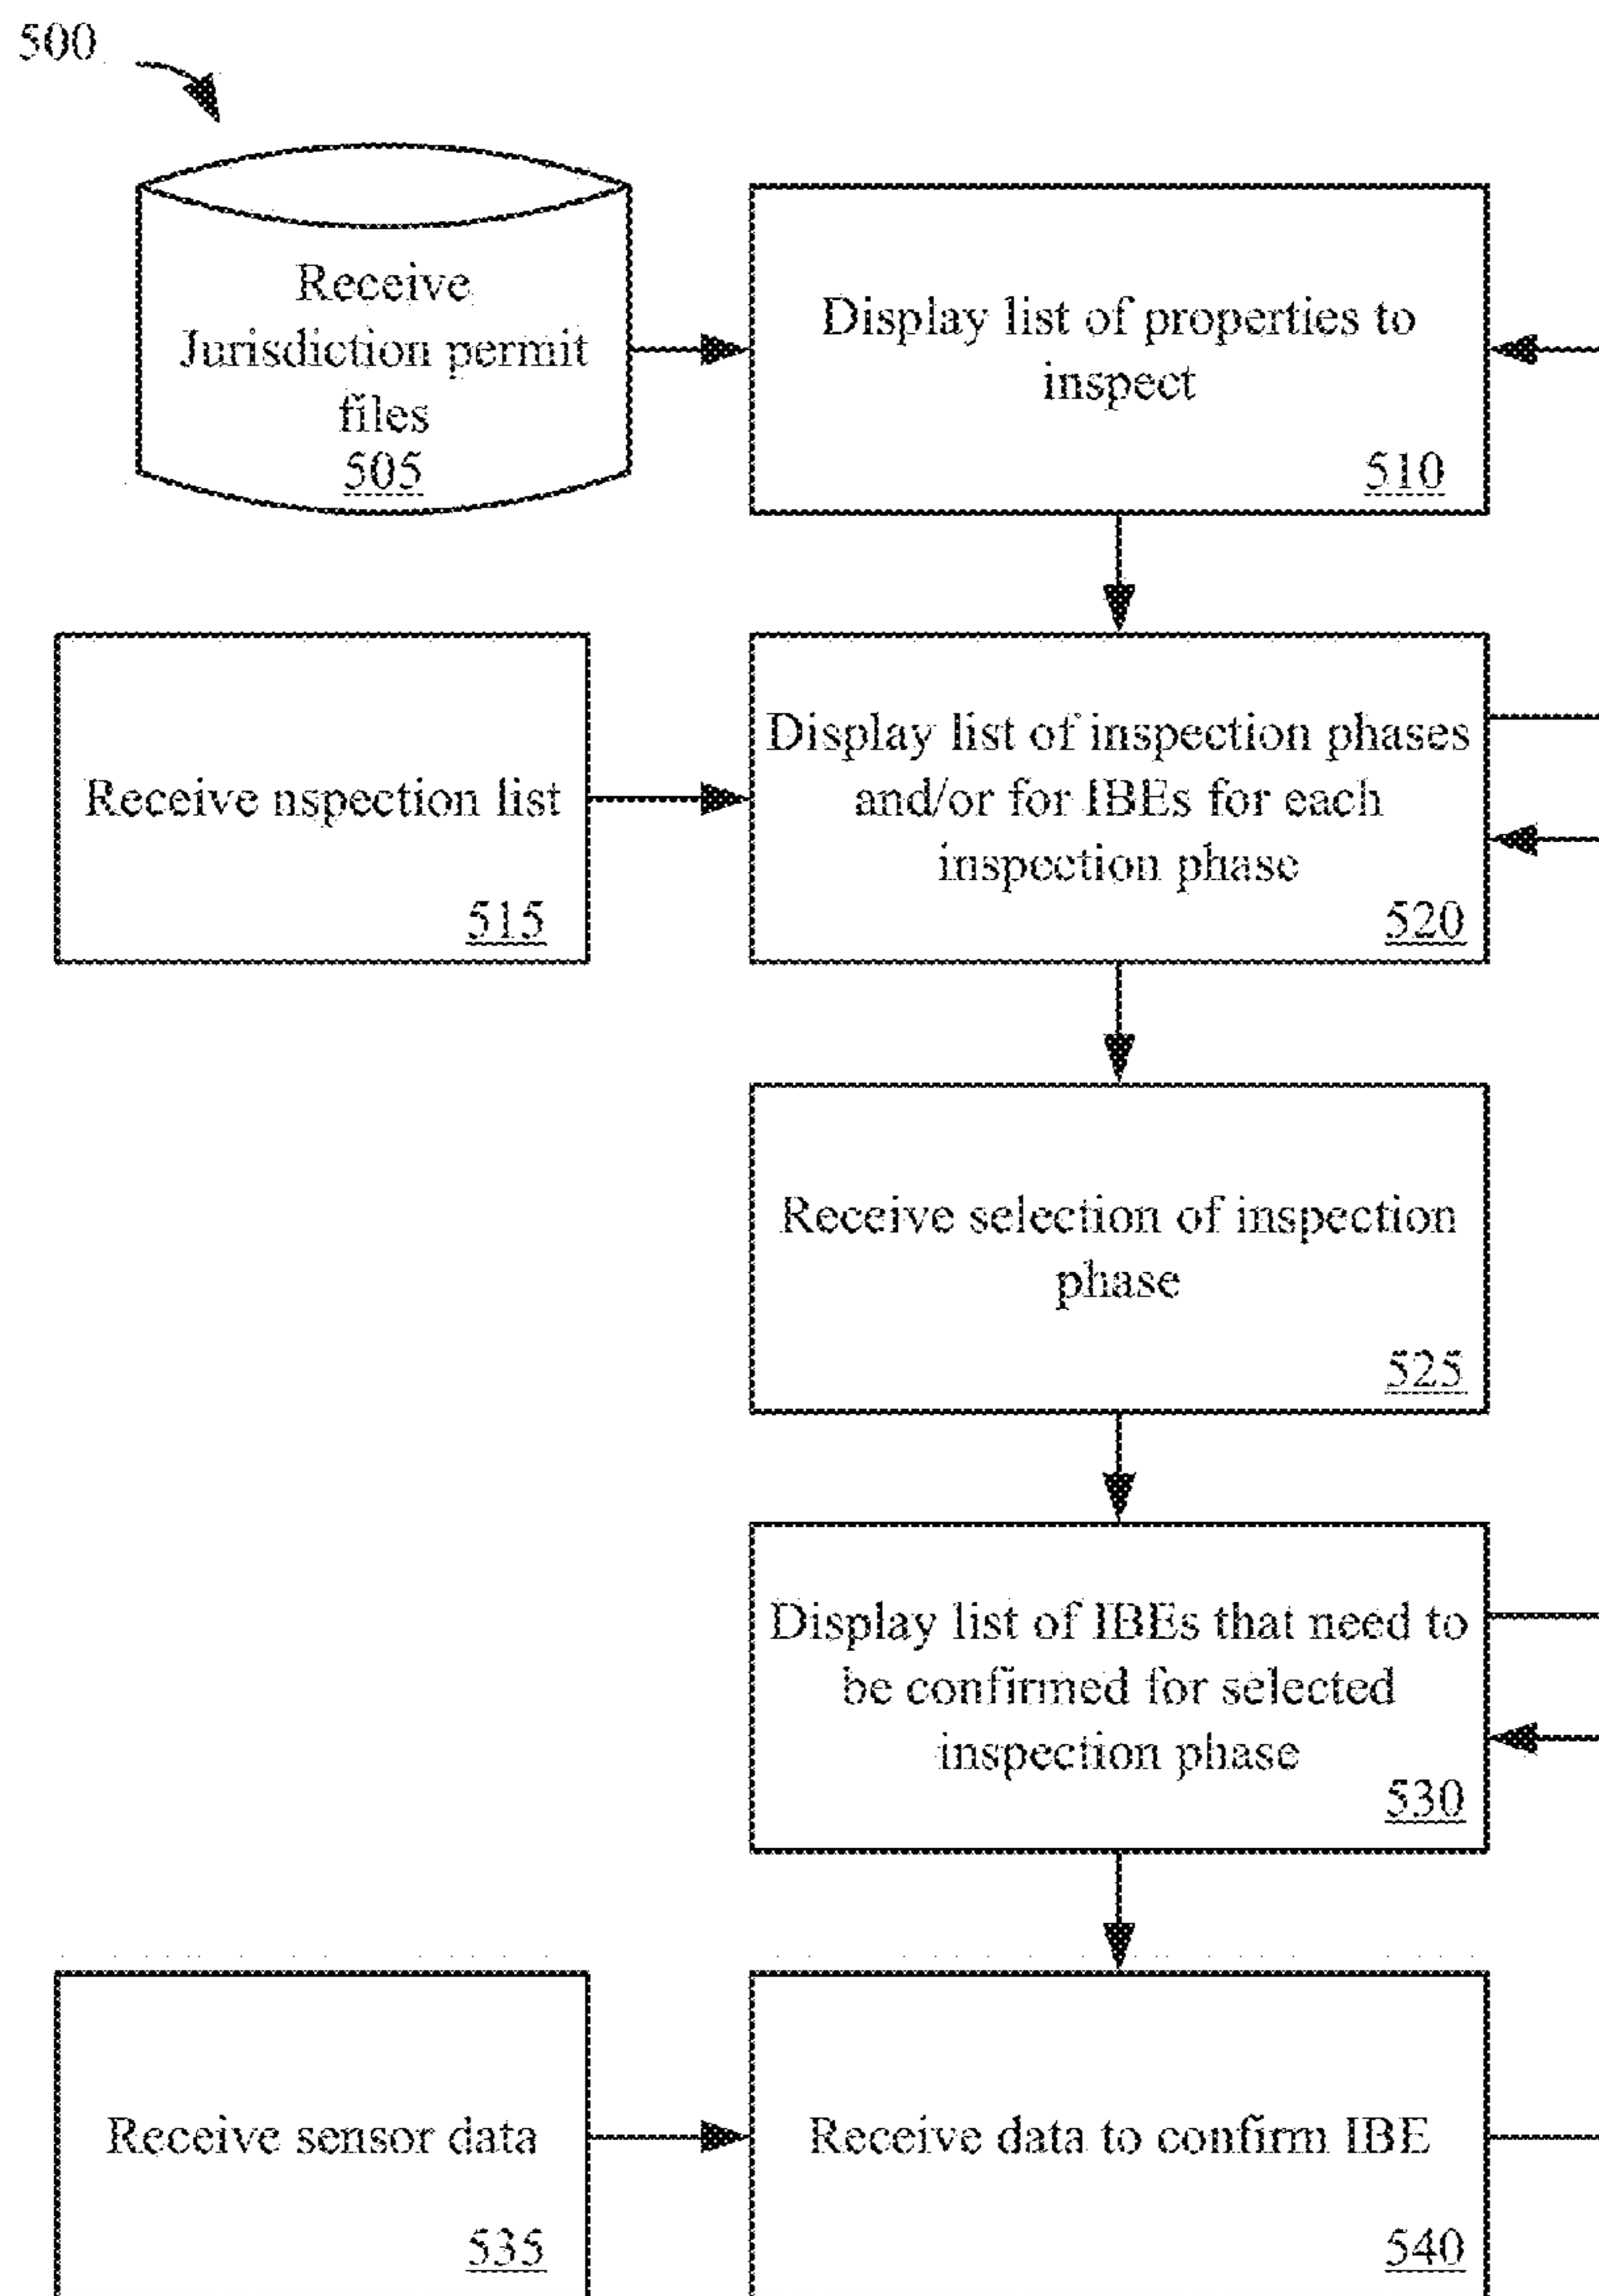 500
Receive
Jurisdiction permit
files
505
Display list of properties to
inspect
510
Receive nspection list
515
Display list of inspection phases
and/or for IBEs for each
inspection phase
520
Receive selection of inspection
phase
525
Display list of IBEs that need to
be confirmed for selected
inspection phase
530
Receive sensor data
535
Receive data to confirm IBE
540